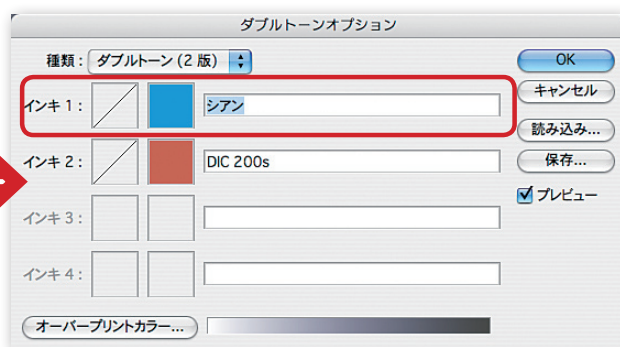 ダブルトーンオプション
種類： ダブルトーン (2 版)
OK
インキ 1： シアン
キャンセル
読み込み...
インキ 2： DIC 200s
保存...
プレビュー
インキ 3：
インキ 4：
オーバープリントカラー...